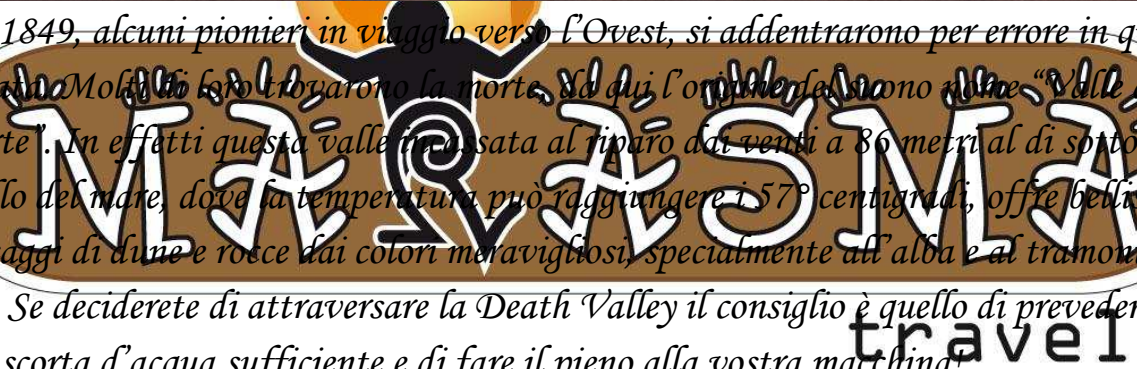 1849, alcuni pionieri in viaggio verso l’Ovest, si addentrarono per errore in q
ata. Molti di loro trovarono la morte, da qui l’origine del suono nome “Valle
rte”. In effetti questa valle incassata al riparo dai venti a 86 metri al di sotto
lo del mare, dove la temperatura può raggiungere i 57° centigradi, offre belli
aggi di dune e rocce dai colori meravigliosi, specialmente all’alba e al tramon
Se deciderete di attraversare la Death Valley il consiglio è quello di preveder
scorta d’acqua sufficiente e di fare il pieno alla vostra macchina!
MARASMA
travel